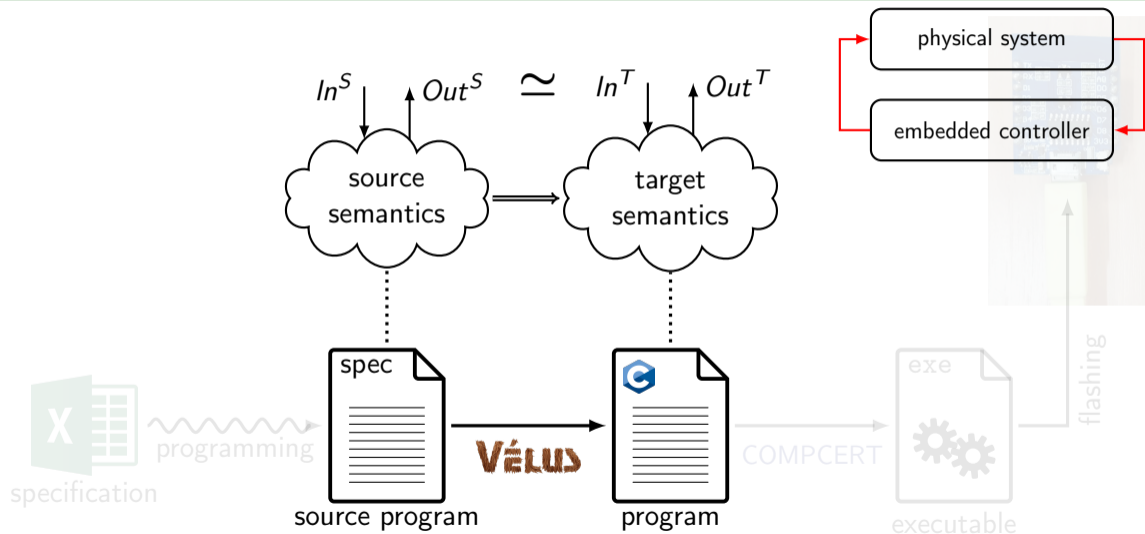 physical system
embedded controller
In^S Out^S ≃ In^T Out^T
source
semantics
target
semantics
spec
C
exe
X
programming
VÉLUS
COMPCERT
flashing
specification
source program
program
executable